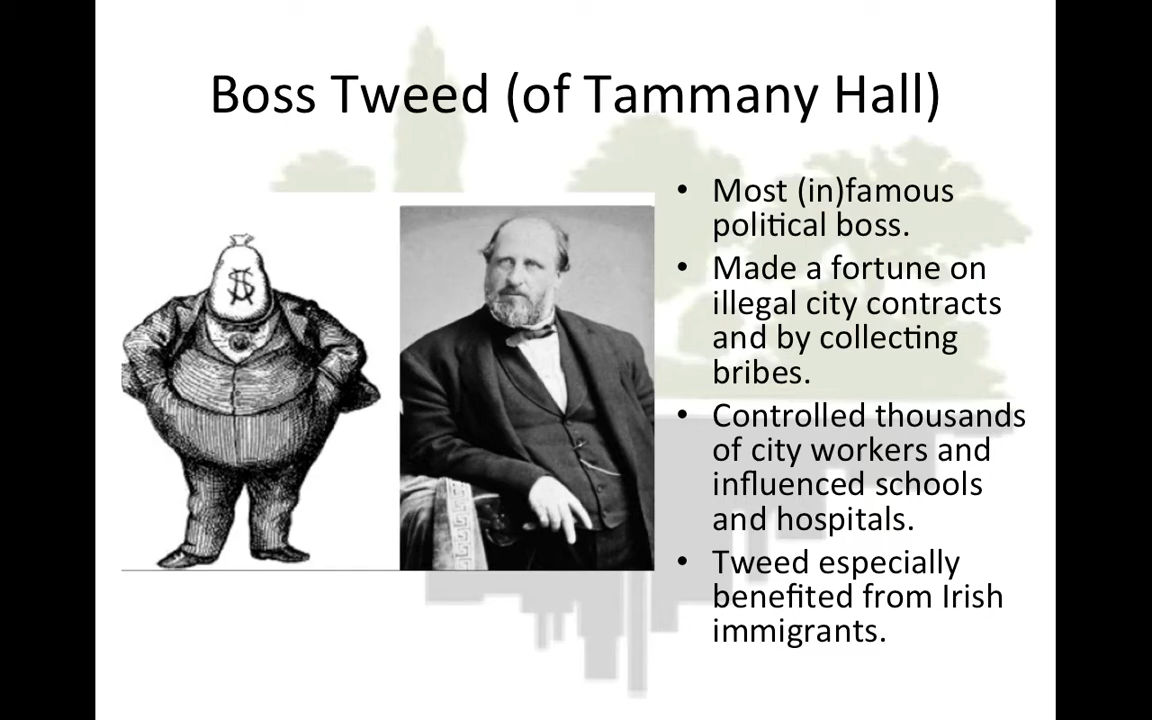 Boss Tweed (of Tammany Hall)
• Most (in)famous
political boss.
• Made a fortune on
illegal city contracts
and by collecting
bribes.
• Controlled thousands
of city workers and
influenced schools
and hospitals.
• Tweed especially
benefited from Irish
immigrants.
$